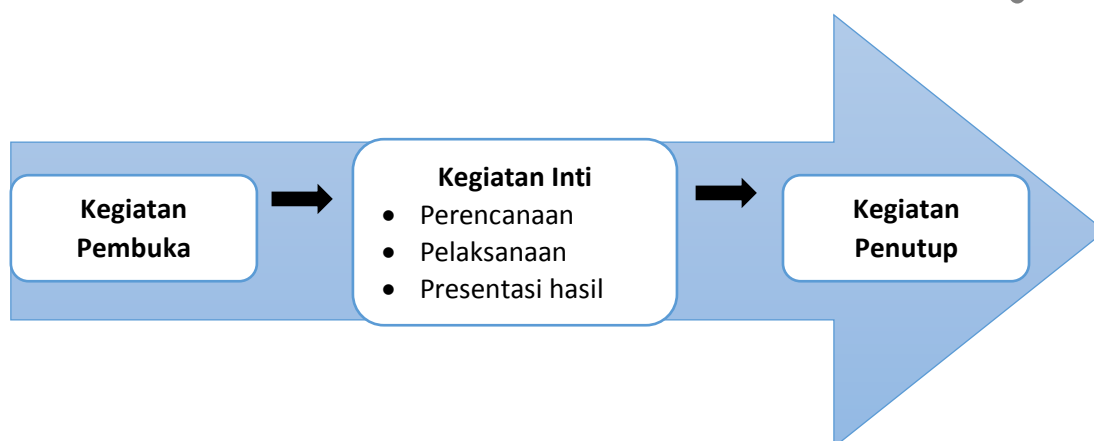 Kegiatan
Pembuka
Kegiatan Inti
• Perencanaan
• Pelaksanaan
• Presentasi hasil
Kegiatan
Penutup